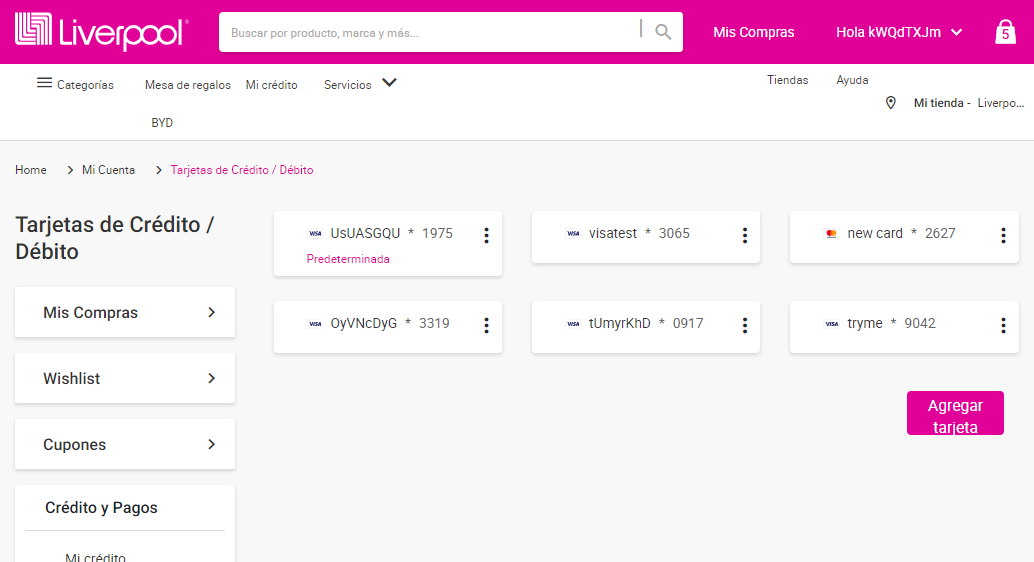 Liverpool
Buscar por producto, marca y más...
Mis Compras
Hola kWQdTXJm
5
Categorías
Mesa de regalos
Mi crédito
Servicios
Tiendas
Ayuda
Mi tienda - Liverpo...
BYD
Home
Mi Cuenta
Tarjetas de Crédito / Débito
Tarjetas de Crédito /
Débito
Mis Compras
Wishlist
Cupones
Crédito y Pagos
Mi crédito
VISA UsUASGQU * 1975
Predeterminada
VISA visatest * 3065
new card * 2627
VISA OyVNcDyG * 3319
VISA tUmyrKhD * 0917
VISA tryme * 9042
Agregar
tarjeta